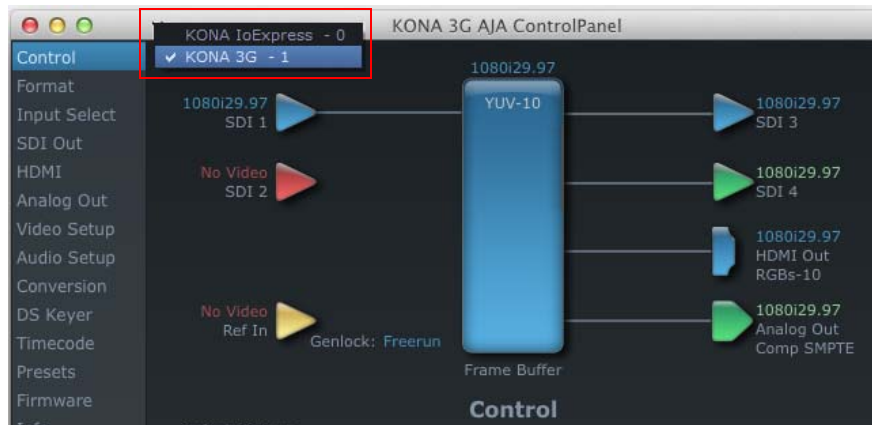 KONA 3G AJA ControlPanel
KONA IoExpress - 0
✓ KONA 3G - 1
Control
Format
Input Select
SDI Out
HDMI
Analog Out
Video Setup
Audio Setup
Conversion
DS Keyer
Timecode
Presets
Firmware
1080i29.97
YUV-10
1080i29.97
SDI 1
No Video
SDI 2
No Video
Ref In
Genlock: Freerun
Frame Buffer
1080i29.97
SDI 3
1080i29.97
SDI 4
1080i29.97
HDMI Out
RGBs-10
1080i29.97
Analog Out
Comp SMPTE
Control